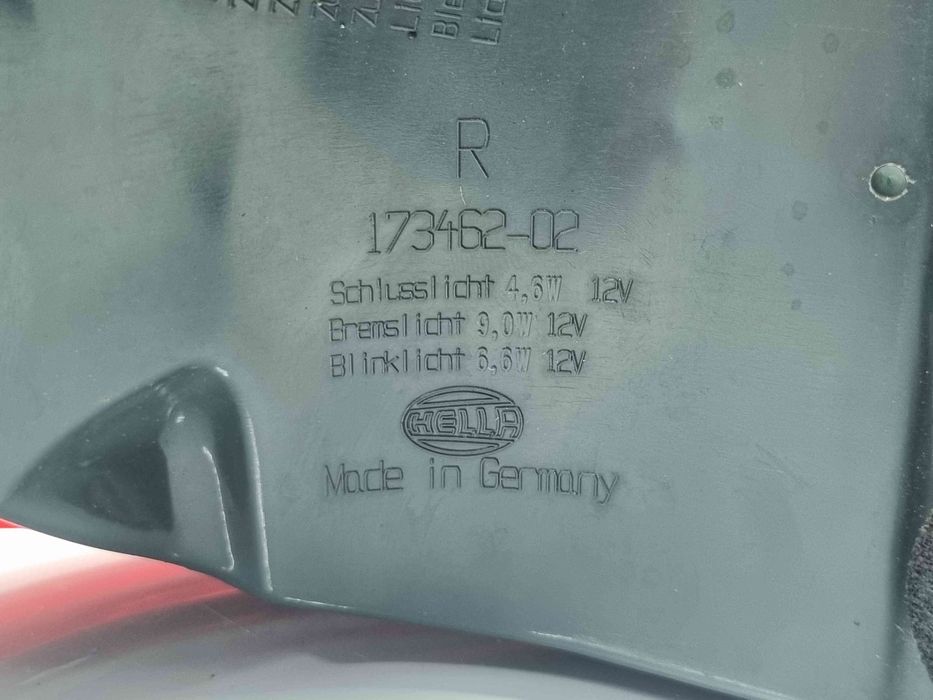 R
173462-02
Schlusslicht 4,6W 12V
Bremslicht 9,0W 12V
Blinklicht 6,6W 12V
HELLA
Made in Germany